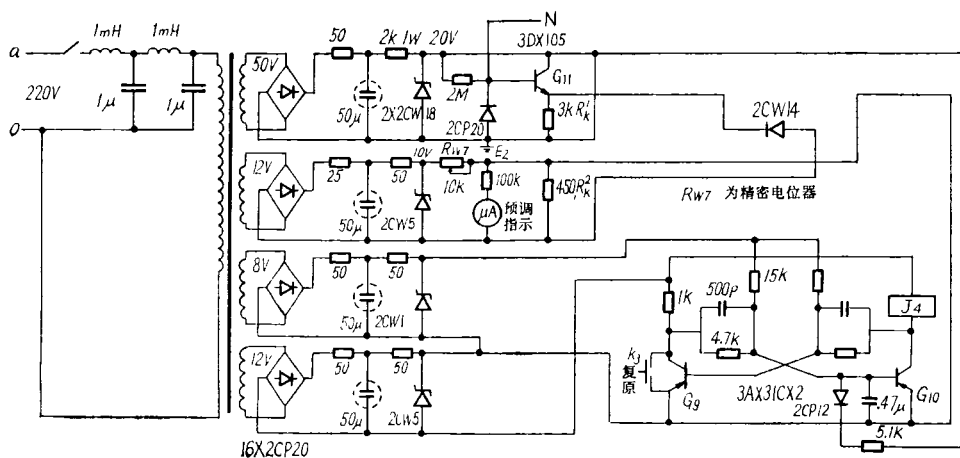 1mH
1mH
a
220V
1μ
1μ
o
50V
50
2k 1w
20V
N
3DX105
G11
2M
50μ
2X2CW18
2CP20
3k R¹k
2CW14
E2
12V
25
50
10V
RW7
10k
100k
450R²k
RW7 为精密电位器
μA
预调
指示
50μ
2CW5
8V
50
50
50μ
2CW1
1k
500P
15K
J4
4.7k
12V
50
50
50μ
2CW5
k3
复
原
G9
3AX31CX2
2CP12
.47μ
G10
5.1K
16X2CP20